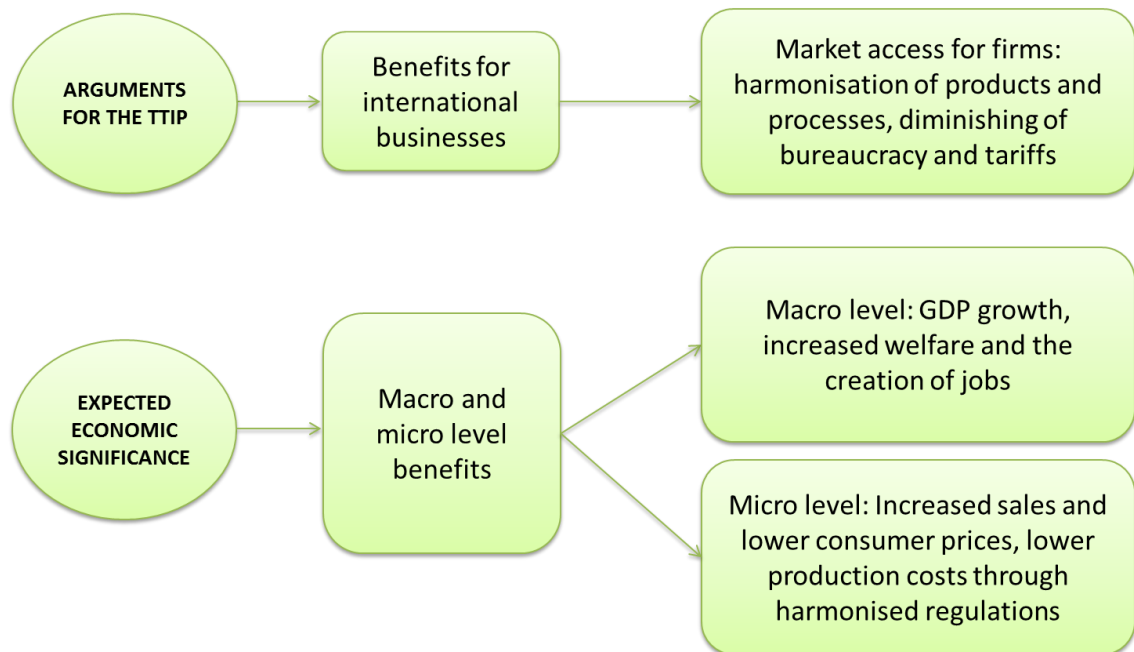 ARGUMENTS
FOR THE TTIP
Benefits for
international
businesses
Market access for firms:
harmonisation of products and
processes, diminishing of
bureaucracy and tariffs
EXPECTED
ECONOMIC
SIGNIFICANCE
Macro and
micro level
benefits
Macro level: GDP growth,
increased welfare and the
creation of jobs
Micro level: Increased sales and
lower consumer prices, lower
production costs through
harmonised regulations